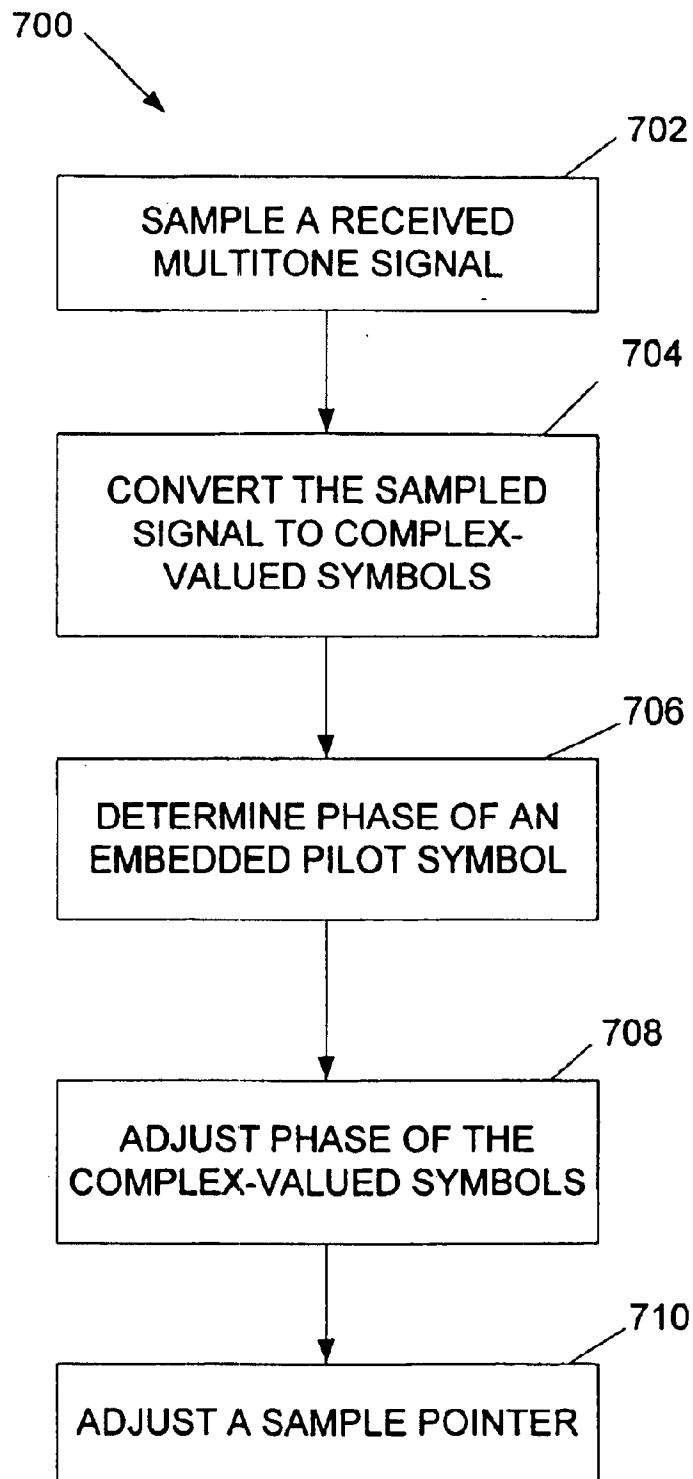 700
702
SAMPLE A RECEIVED
MULTITONE SIGNAL
704
CONVERT THE SAMPLED
SIGNAL TO COMPLEX-
VALUED SYMBOLS
706
DETERMINE PHASE OF AN
EMBEDDED PILOT SYMBOL
708
ADJUST PHASE OF THE
COMPLEX-VALUED SYMBOLS
710
ADJUST A SAMPLE POINTER